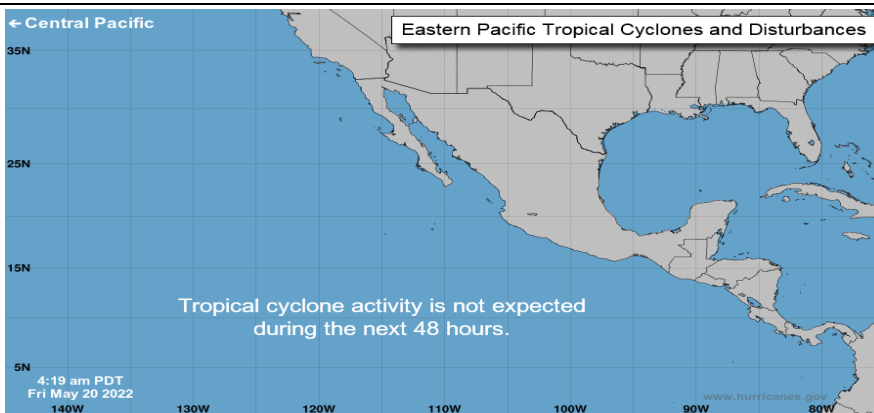 ← Central Pacific
Eastern Pacific Tropical Cyclones and Disturbances
35N
25N
15N
Tropical cyclone activity is not expected
during the next 48 hours.
5N
4:19 am PDT
Fri May 20 2022
www.hurricanes.gov
140W 130W 120W 110W 100W 90W 80W